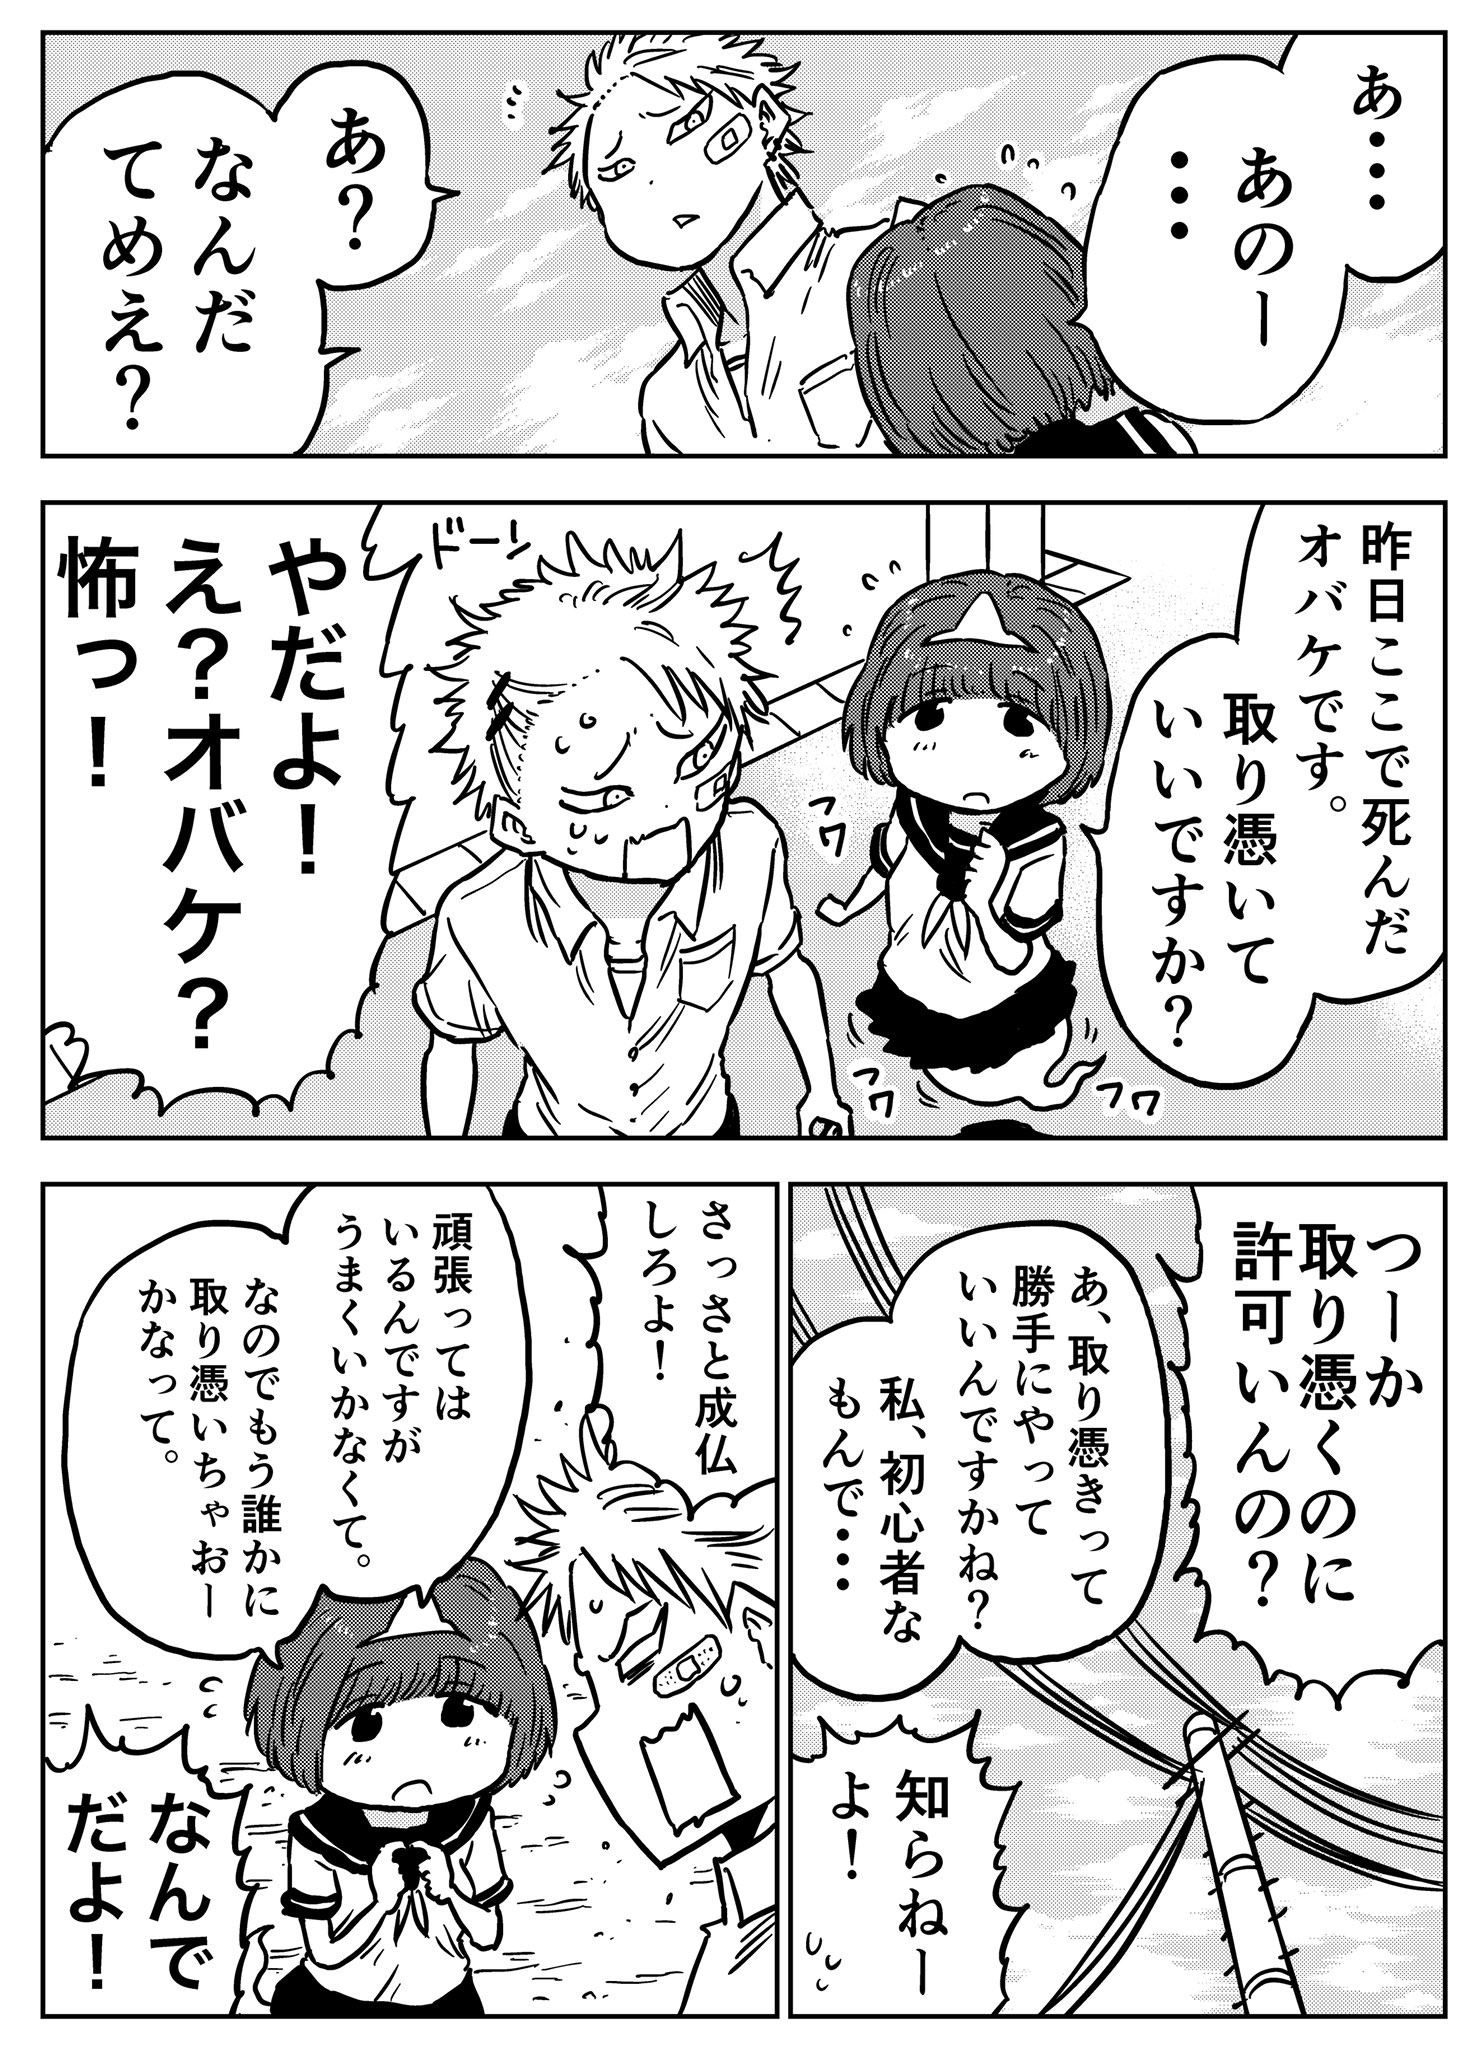 あ・・・
あのー
・・・
あ？
なんだ
てめえ？
昨日ここで死んだ
オバケです。
取り憑いて
いいですか？
ドーン
フワ
フワ
フワ
やだよ！
え？オバケ？
怖っ！
つーか
取り憑くのに
許可いんの？
あ、取り憑きって
勝手にやって
いいんですかね？
私、初心者な
もんで・・・
知らねー
よ！
さっさと成仏
しろよ！
頑張っては
いるんですが
うまくいかなくて。
なのでもう誰かに
取り憑いちゃおー
かなって。
なんで
だよ！